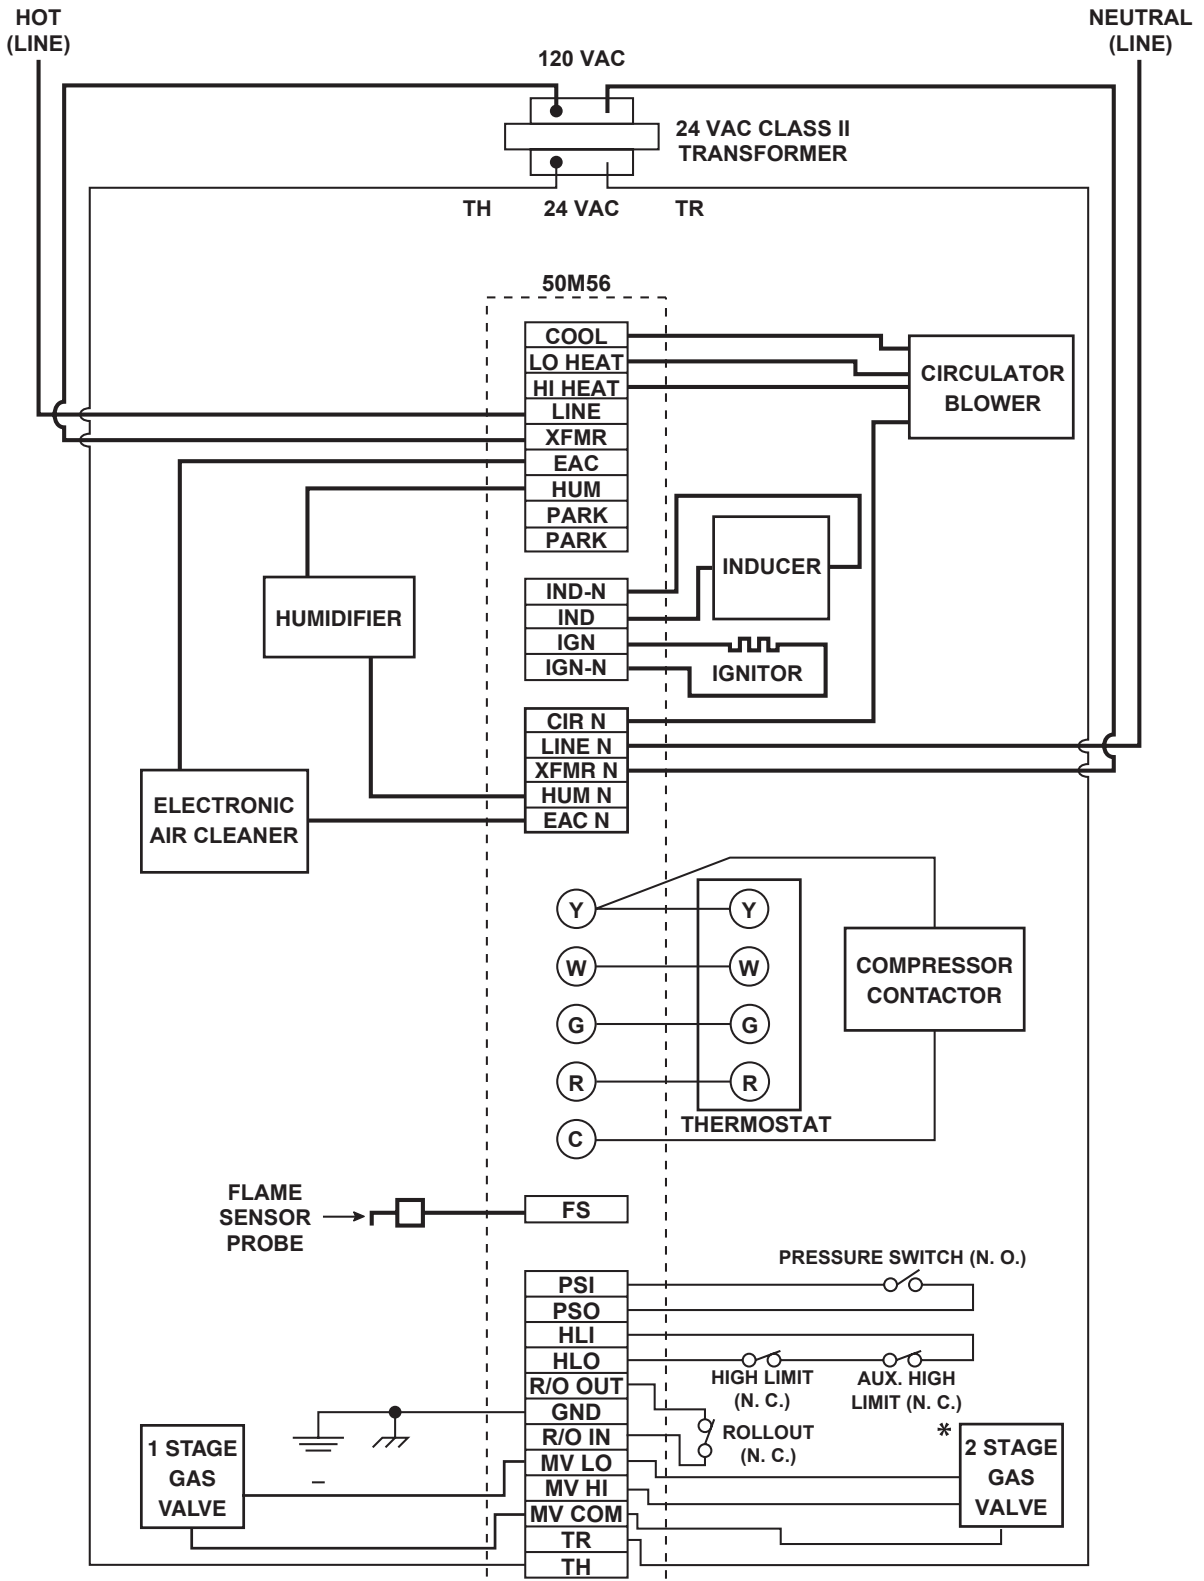 HOT
(LINE)
NEUTRAL
(LINE)
120 VAC
24 VAC CLASS II
TRANSFORMER
TH
24 VAC
TR
50M56
COOL
LO HEAT
HI HEAT
LINE
XFMR
EAC
HUM
PARK
PARK
CIRCULATOR
BLOWER
IND-N
IND
IGN
IGN-N
INDUCER
IGNITOR
HUMIDIFIER
CIR N
LINE N
XFMR N
HUM N
EAC N
ELECTRONIC
AIR CLEANER
Y
W
G
R
C
Y
W
G
R
THERMOSTAT
COMPRESSOR
CONTACTOR
FLAME
SENSOR
PROBE
FS
PRESSURE SWITCH (N. O.)
PSI
PSO
HLI
HLO
R/O OUT
GND
R/O IN
MV LO
MV HI
MV COM
TR
TH
HIGH LIMIT
(N. C.)
AUX. HIGH
LIMIT (N. C.)
ROLLOUT
(N. C.)
1 STAGE
GAS
VALVE
*
2 STAGE
GAS
VALVE